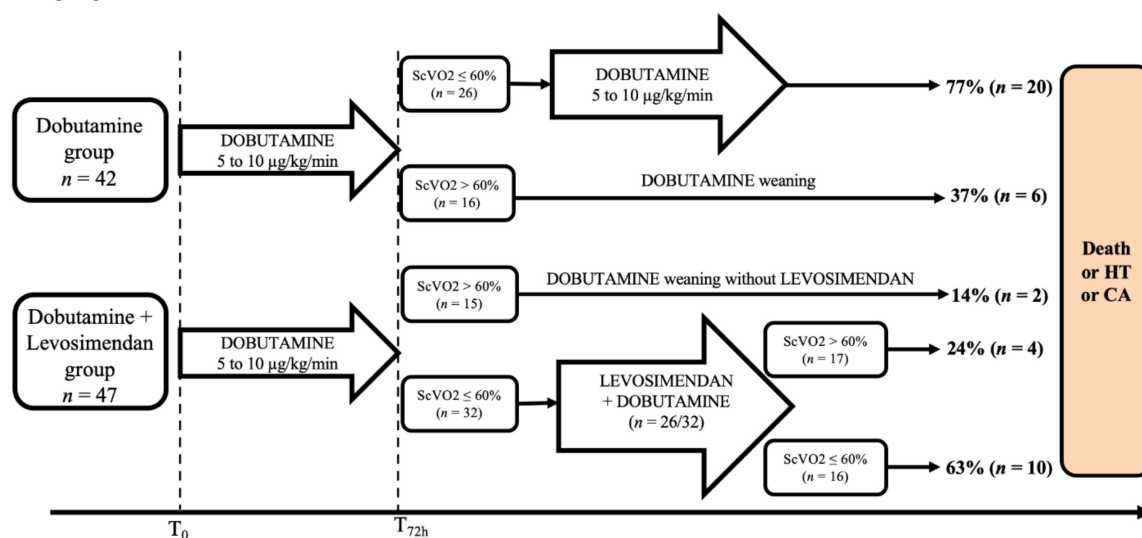 Dobutamine
group
n = 42
DOBUTAMINE
5 to 10 µg/kg/min
ScVO2 ≤ 60%
(n = 26)
DOBUTAMINE
5 to 10 µg/kg/min
77% (n = 20)
ScVO2 > 60%
(n = 16)
DOBUTAMINE weaning
37% (n = 6)
Dobutamine +
Levosimendan
group
n = 47
DOBUTAMINE
5 to 10 µg/kg/min
ScVO2 > 60%
(n = 15)
DOBUTAMINE weaning without LEVOSIMENDAN
14% (n = 2)
ScVO2 ≤ 60%
(n = 32)
LEVOSIMENDAN
+ DOBUTAMINE
(n = 26/32)
ScVO2 > 60%
(n = 17)
24% (n = 4)
ScVO2 ≤ 60%
(n = 16)
63% (n = 10)
Death
or HT
or CA
T0
T72h